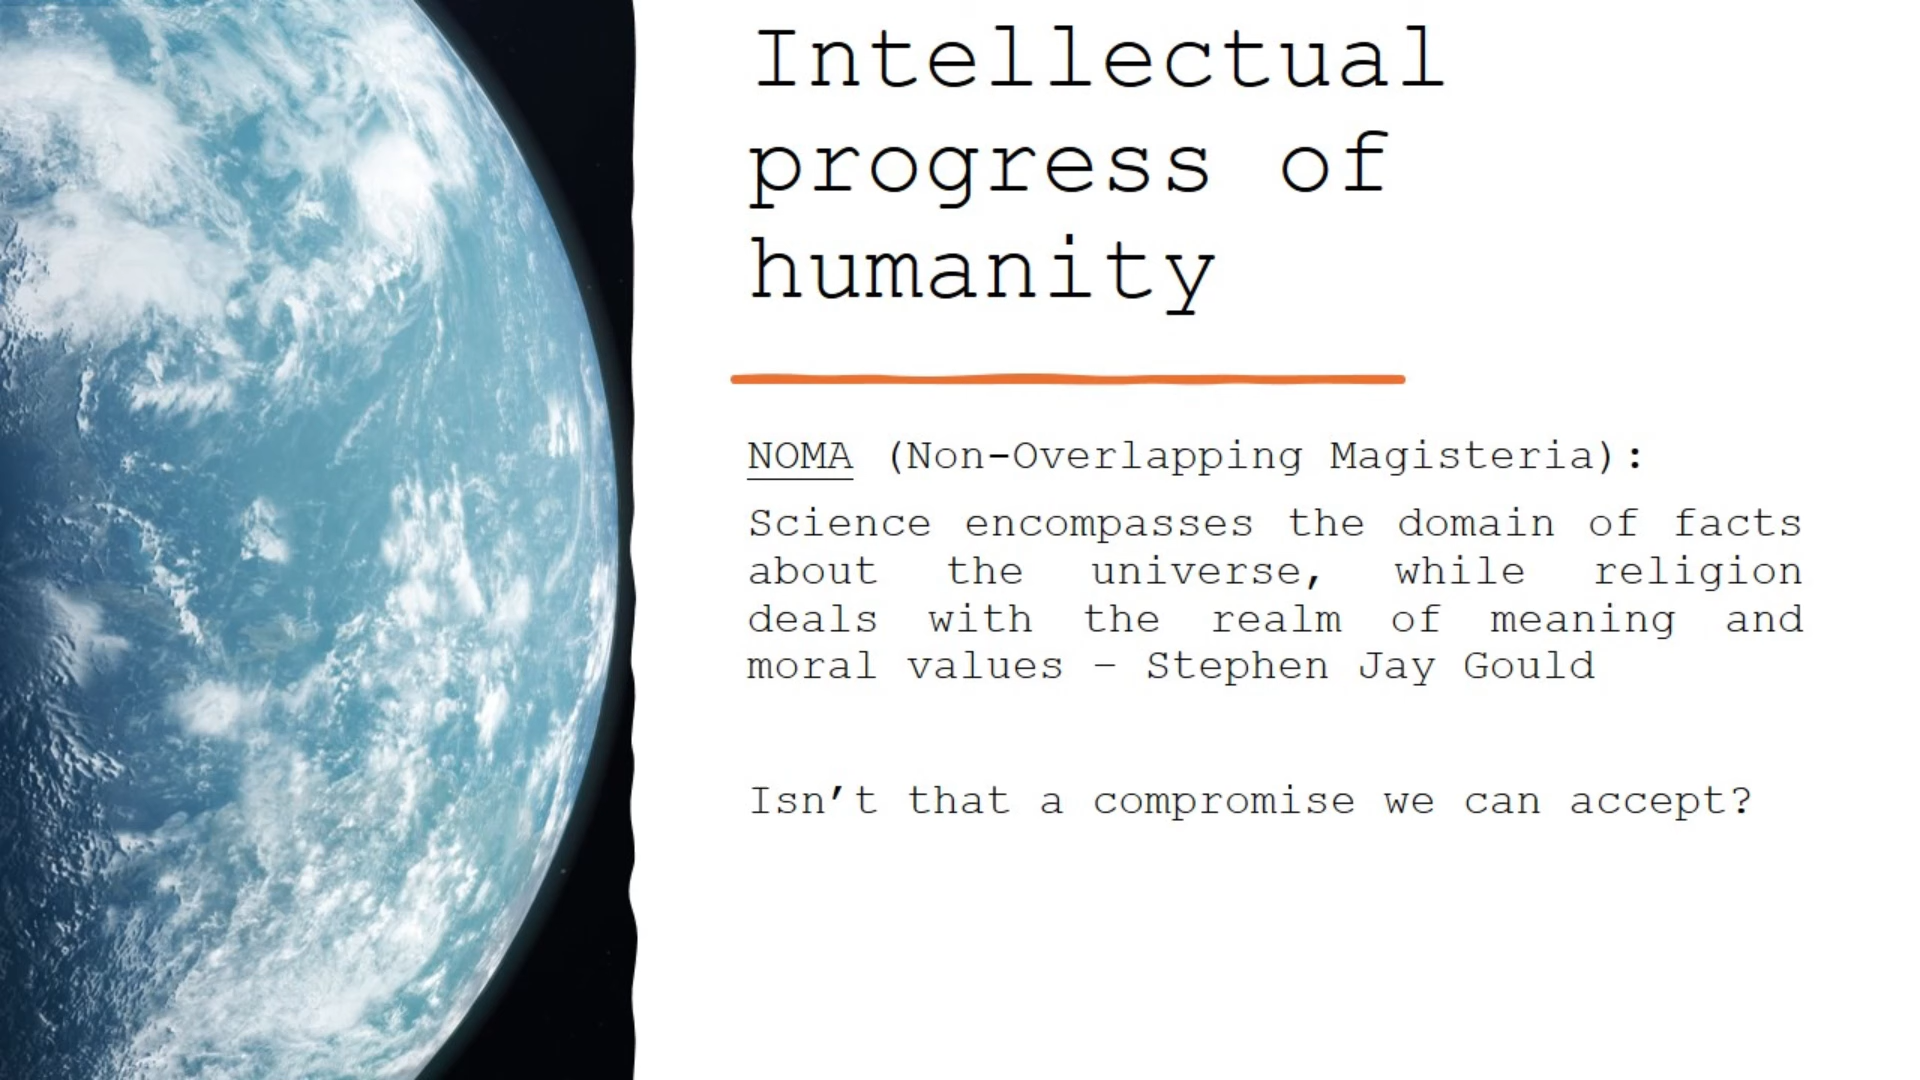 Intellectual
progress of
humanity
NOMA (Non-Overlapping Magisteria):
Science encompasses the domain of facts
about the universe, while religion
deals with the realm of meaning and
moral values – Stephen Jay Gould
Isn’t that a compromise we can accept?